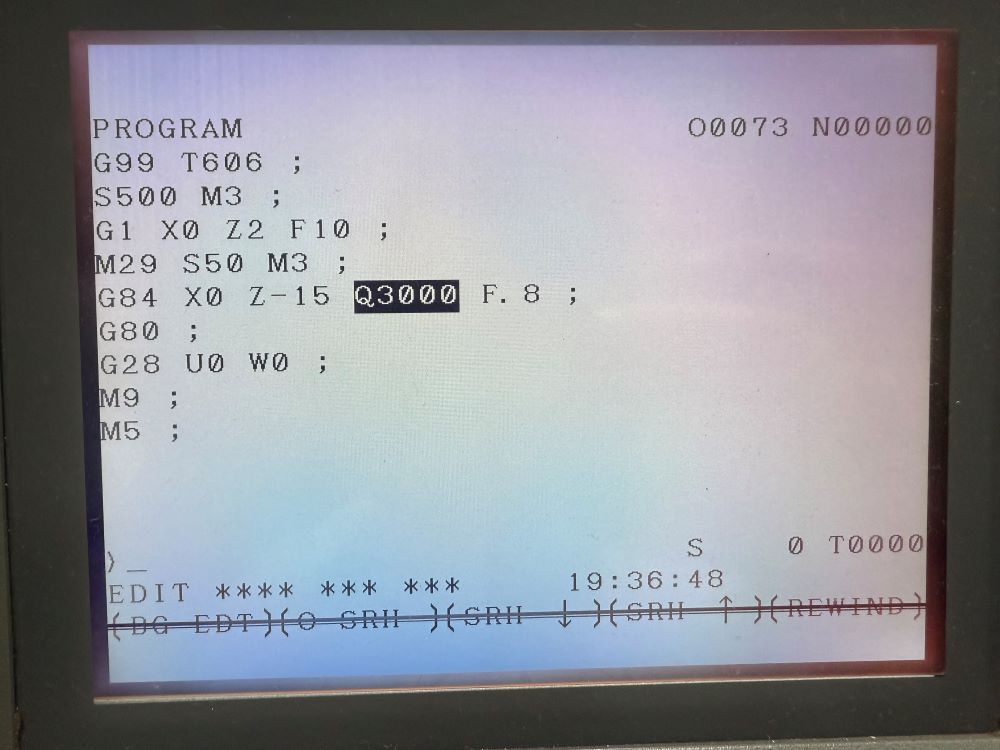 PROGRAM O0073 N00000
G99 T606 ;
S500 M3 ;
G1 X0 Z2 F10 ;
M29 S50 M3 ;
G84 X0 Z-15 Q3000 F.8 ;
G80 ;
G28 U0 W0 ;
M9 ;
M5 ;
S 0 T0000
)_
EDIT **** *** *** 19:36:48
(BG EDT)(O SRH )(SRH ↓ )(SRH ↑ )(REWIND)